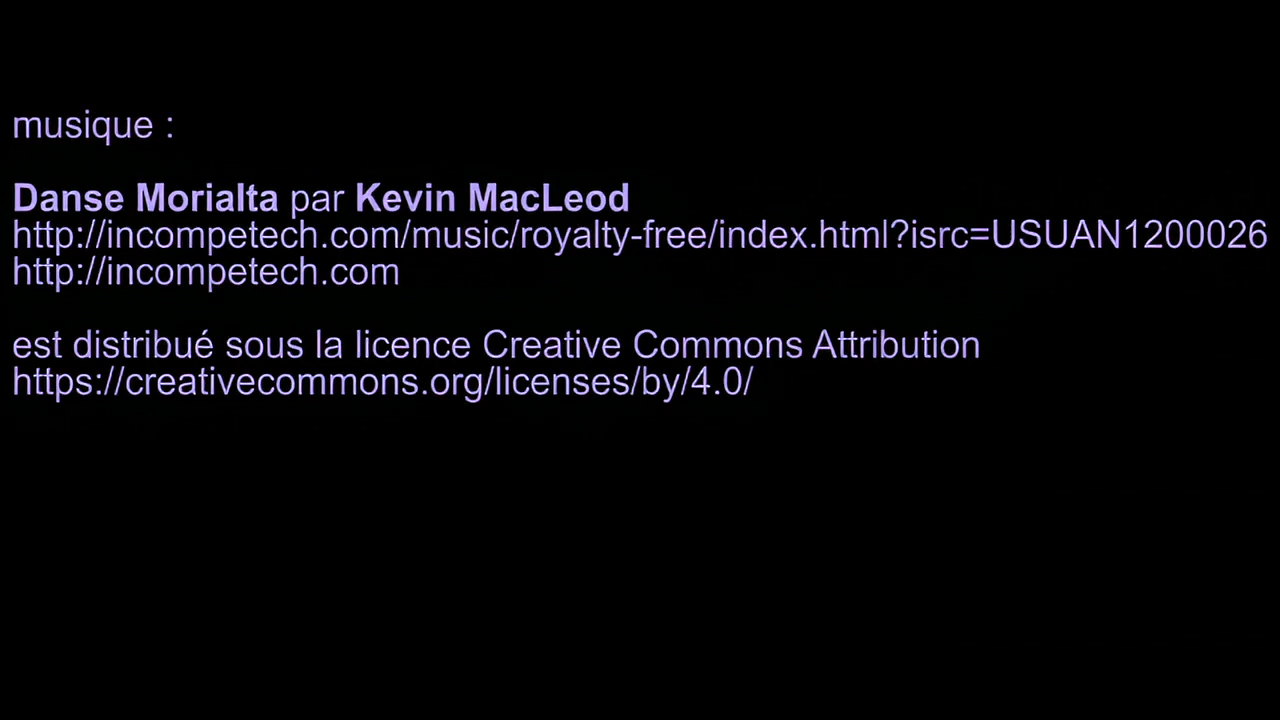 musique :
Danse Morialta par Kevin MacLeod
http://incompetech.com/music/royalty-free/index.html?isrc=USUAN1200026
http://incompetech.com
est distribué sous la licence Creative Commons Attribution
https://creativecommons.org/licenses/by/4.0/